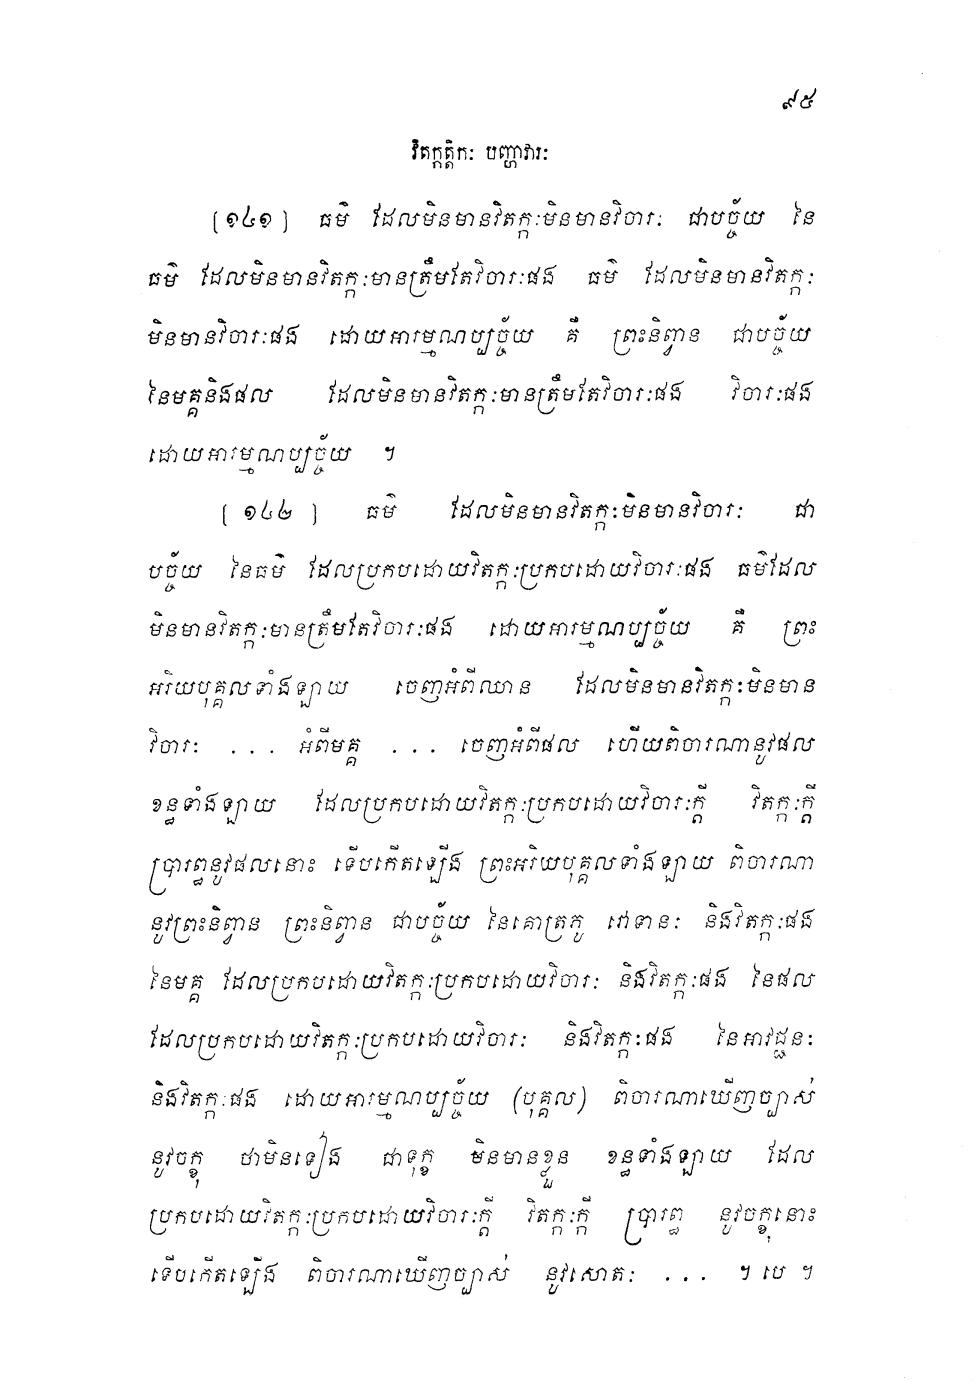 ៩៥
វិតក្កត្តិកៈ បញ្ហាវារៈ
[១៤១] ធម៌ ដែលមិនមានវិតក្កៈមិនមានវិចារៈ ជាបច្ច័យ នៃ
ធម៌ ដែលមិនមានវិតក្កៈមានត្រឹមតែវិចារៈផង ធម៌ ដែលមិនមានវិតក្កៈ
មិនមានវិចារៈផង ដោយអារម្មណប្បច្ច័យ គឺ ព្រះនិព្វាន ជាបច្ច័យ
នៃមគ្គនិងផល ដែលមិនមានវិតក្កៈមានត្រឹមតែវិចារៈផង វិចារៈផង
ដោយអារម្មណប្បច្ច័យ ។
[១៤២] ធម៌ ដែលមិនមានវិតក្កៈមិនមានវិចារៈ ជា
បច្ច័យ នៃធម៌ ដែលប្រកបដោយវិតក្កៈប្រកបដោយវិចារៈផង ធម៌ដែល
មិនមានវិតក្កៈមានត្រឹមតែវិចារៈផង ដោយអារម្មណប្បច្ច័យ គឺ ព្រះ
អរិយបុគ្គលទាំងឡាយ ចេញអំពីឈាន ដែលមិនមានវិតក្កៈមិនមាន
វិចារៈ ... អំពីមគ្គ ... ចេញអំពីផល ហើយពិចារណានូវផល
ខន្ធទាំងឡាយ ដែលប្រកបដោយវិតក្កៈប្រកបដោយវិចារៈក្តី វិតក្កៈក្តី
ប្រារព្ធនូវផលនោះ ទើបកើតឡើង ព្រះអរិយបុគ្គលទាំងឡាយ ពិចារណា
នូវព្រះនិព្វាន ព្រះនិព្វាន ជាបច្ច័យ នៃគោត្រភូ វោទានៈ និងវិតក្កៈផង
នៃមគ្គ ដែលប្រកបដោយវិតក្កៈប្រកបដោយវិចារៈ និងវិតក្កៈផង នៃផល
ដែលប្រកបដោយវិតក្កៈប្រកបដោយវិចារៈ និងវិតក្កៈផង នៃអាវជ្ជនៈ
និងវិតក្កៈផង ដោយអារម្មណប្បច្ច័យ (បុគ្គល) ពិចារណាឃើញច្បាស់
នូវចក្ខុ ថាមិនទៀង ជាទុក្ខ មិនមានខ្លួន ខន្ធទាំងឡាយ ដែល
ប្រកបដោយវិតក្កៈប្រកបដោយវិចារៈក្តី វិតក្កៈក្តី ប្រារព្ធ នូវចក្ខុនោះ
ទើបកើតឡើង ពិចារណាឃើញច្បាស់ នូវសោតៈ ... ។ បេ ។